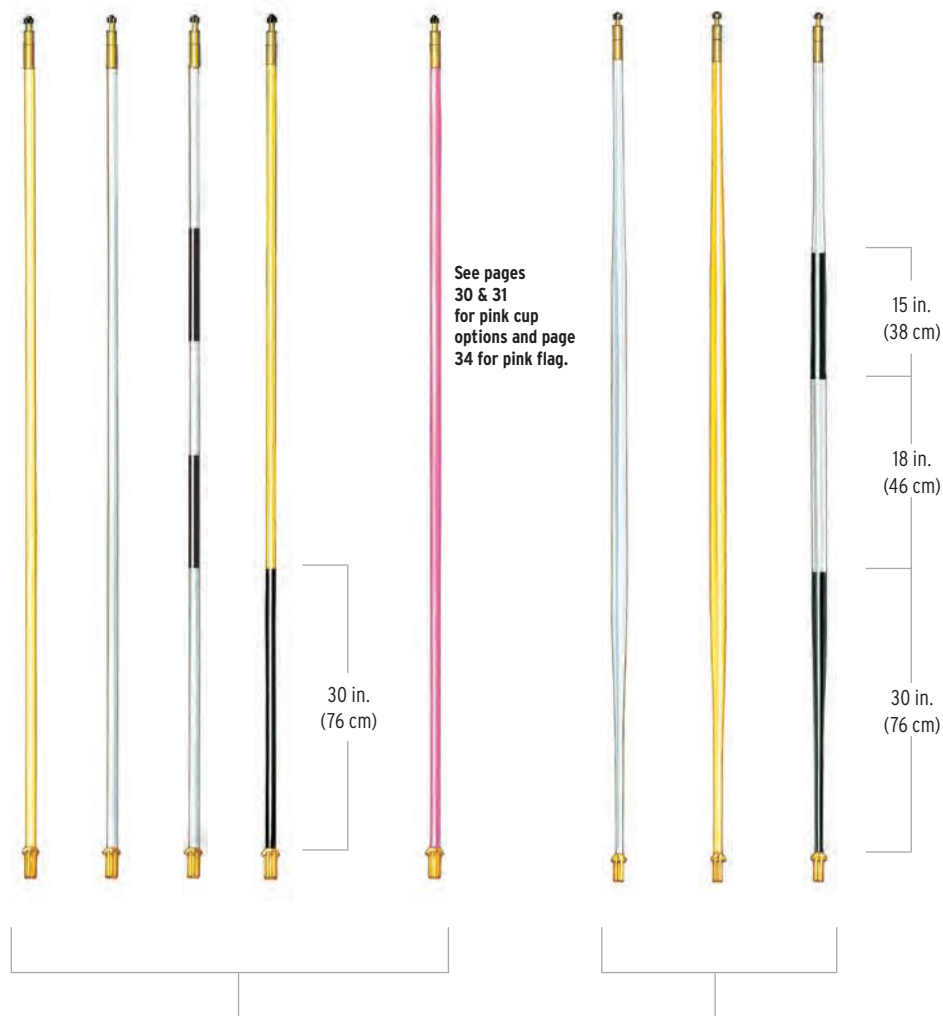 See pages
30 & 31
for pink cup
options and page
34 for pink flag.
15 in.
(38 cm)
18 in.
(46 cm)
30 in.
(76 cm)
30 in.
(76 cm)